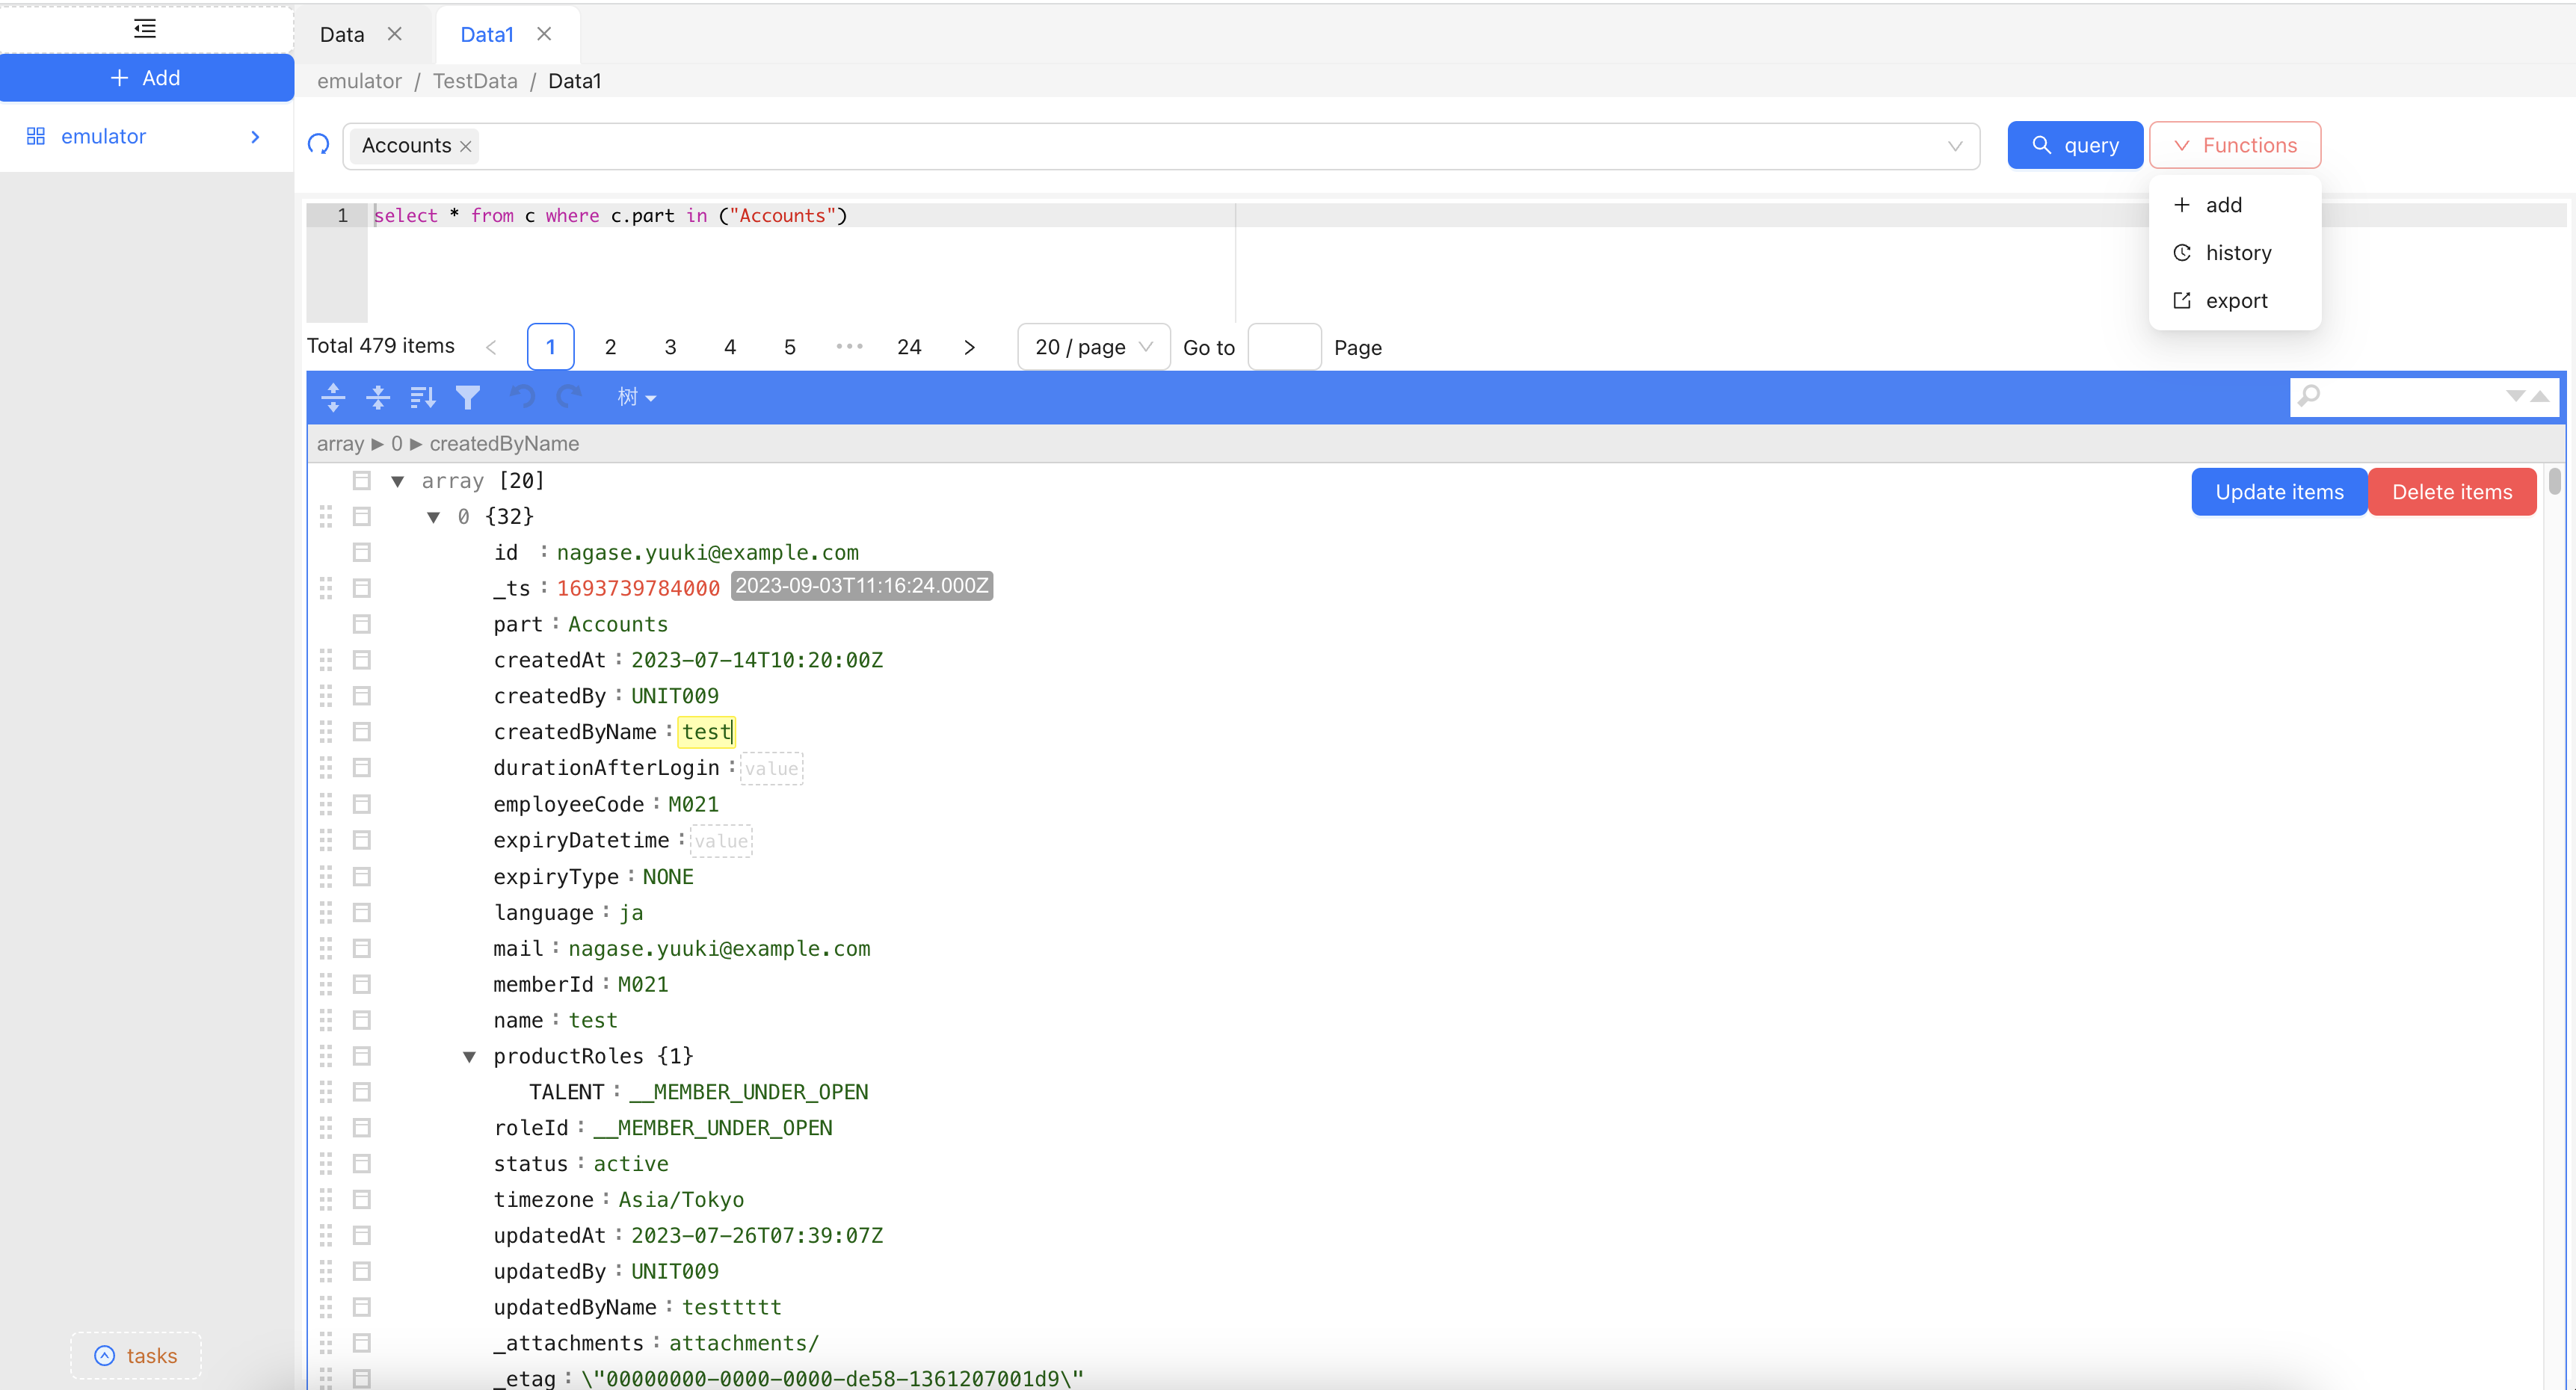 Data
Data1
Add
emulator / TestData / Data1
emulator
Accounts
query
Functions
add
history
export
1 select * from c where c.part in ("Accounts")
Total 479 items 1 2 3 4 5 ••• 24 20 / page Go to Page
树
array ▶ 0 ▶ createdByName
array [20]
Update items
Delete items
0 {32}
id : nagase.yuuki@example.com
_ts : 1693739784000 2023-09-03T11:16:24.000Z
part : Accounts
createdAt : 2023-07-14T10:20:00Z
createdBy : UNIT009
createdByName : test
durationAfterLogin : value
employeeCode : M021
expiryDatetime : value
expiryType : NONE
language : ja
mail : nagase.yuuki@example.com
memberId : M021
name : test
productRoles {1}
TALENT : __MEMBER_UNDER_OPEN
roleId : __MEMBER_UNDER_OPEN
status : active
timezone : Asia/Tokyo
updatedAt : 2023-07-26T07:39:07Z
updatedBy : UNIT009
updatedByName : testtttt
_attachments : attachments/
_etag : \"00000000-0000-0000-de58-1361207001d9\"
tasks